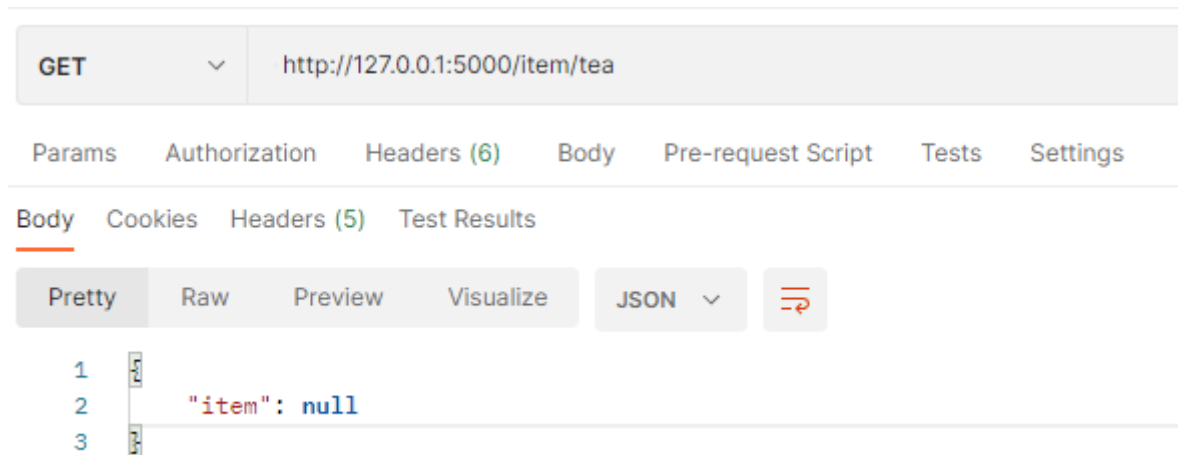 GET http://127.0.0.1:5000/item/tea
Params Authorization Headers (6) Body Pre-request Script Tests Settings
Body Cookies Headers (5) Test Results
Pretty Raw Preview Visualize JSON
1 {
2 "item": null
3 }